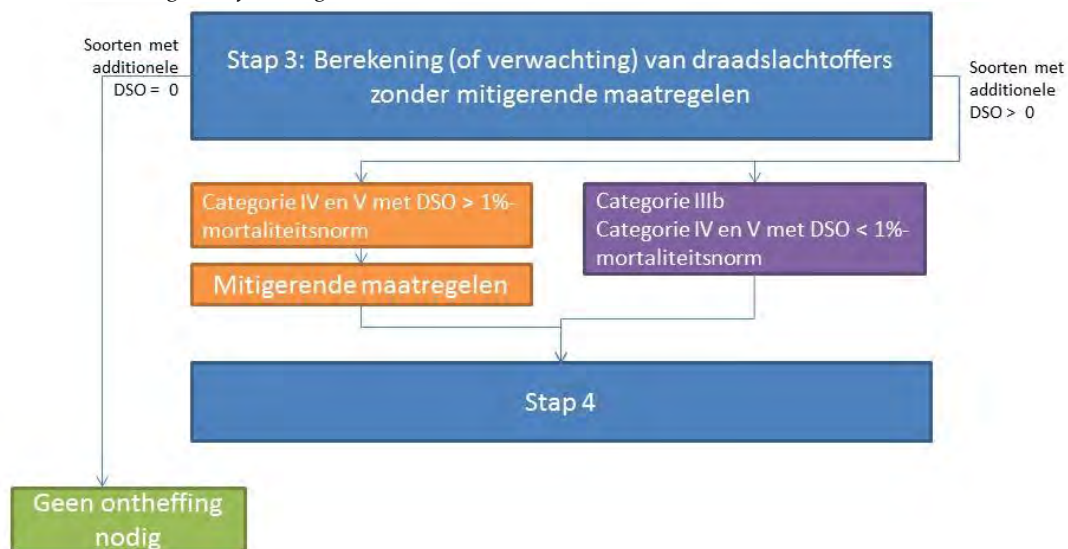 Soorten met
additionele
DSO = 0
Stap 3: Berekening (of verwachting) van draadslachtoffers
zonder mitigerende maatregelen
Soorten met
additionele
DSO > 0
Categorie IV en V met DSO > 1%-
mortaliteitsnorm
Mitigerende maatregelen
Categorie IIIb
Categorie IV en V met DSO < 1%-
mortaliteitsnorm
Stap 4
Geen ontheffing
nodig